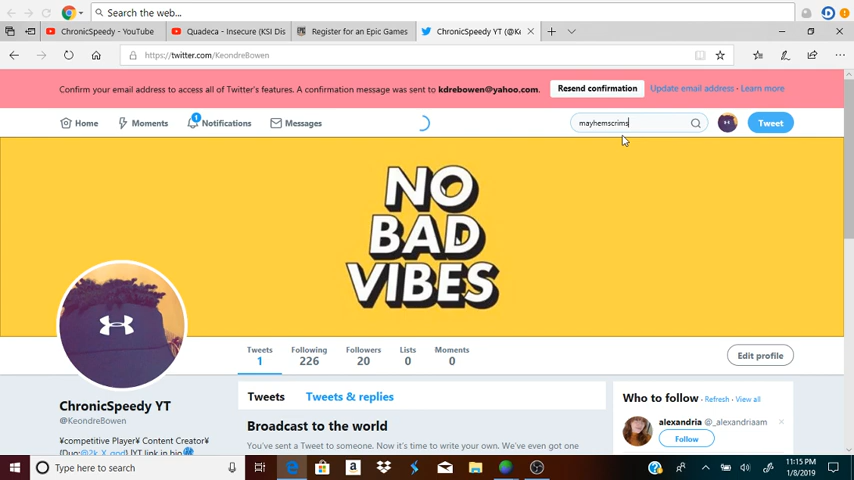 Search the web...
ChronicSpeedy - YouTube
Quadeca - Insecure (KSI Dis
Register for an Epic Games
ChronicSpeedy YT (@Ke
https://twitter.com/KeondreBowen
Confirm your email address to access all of Twitter's features. A confirmation message was sent to kdrebowen@yahoo.com.
Resend confirmation
Update email address · Learn more
Home
Moments
1
Notifications
Messages
mayhemscrims
Tweet
NO
BAD
VIBES
Tweets
1
Following
226
Followers
20
Lists
0
Moments
0
Edit profile
ChronicSpeedy YT
@KeondreBowen
¥competitive Player¥ Content Creator¥
Tweets
Tweets & replies
Broadcast to the world
You've sent a Tweet to someone. Now it's time to write your own. We've even got one
Who to follow · Refresh · View all
alexandria @_alexandriaam
Follow
Type here to search
11:15 PM
1/8/2019